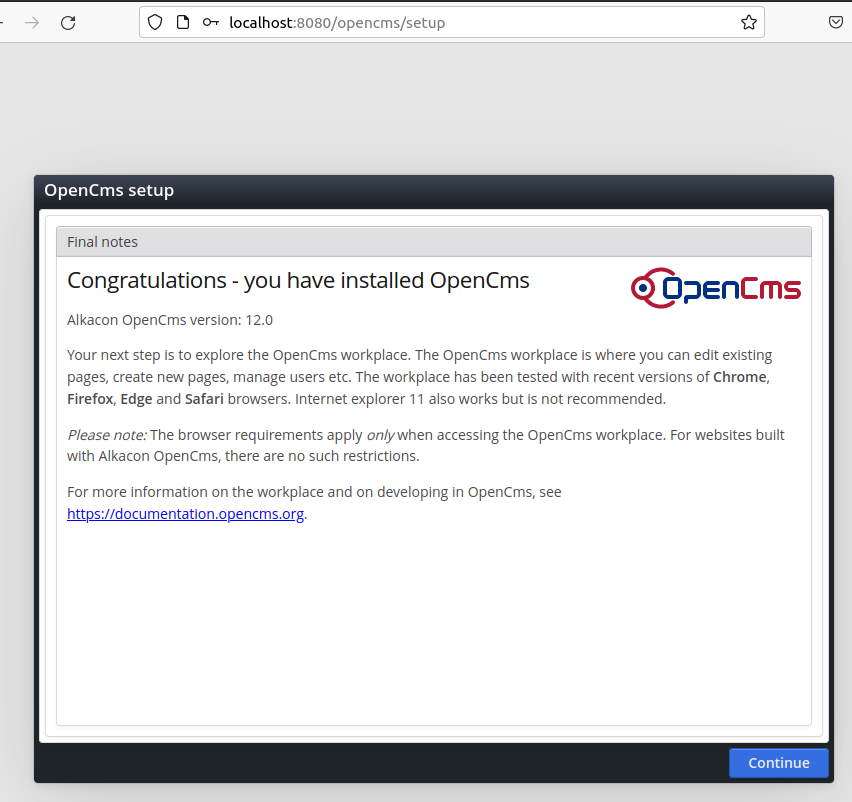 localhost:8080/opencms/setup
OpenCms setup
Final notes
Congratulations - you have installed OpenCms
OpenCms
Alkacon OpenCms version: 12.0
Your next step is to explore the OpenCms workplace. The OpenCms workplace is where you can edit existing
pages, create new pages, manage users etc. The workplace has been tested with recent versions of Chrome,
Firefox, Edge and Safari browsers. Internet explorer 11 also works but is not recommended.
Please note: The browser requirements apply only when accessing the OpenCms workplace. For websites built
with Alkacon OpenCms, there are no such restrictions.
For more information on the workplace and on developing in OpenCms, see
https://documentation.opencms.org.
Continue